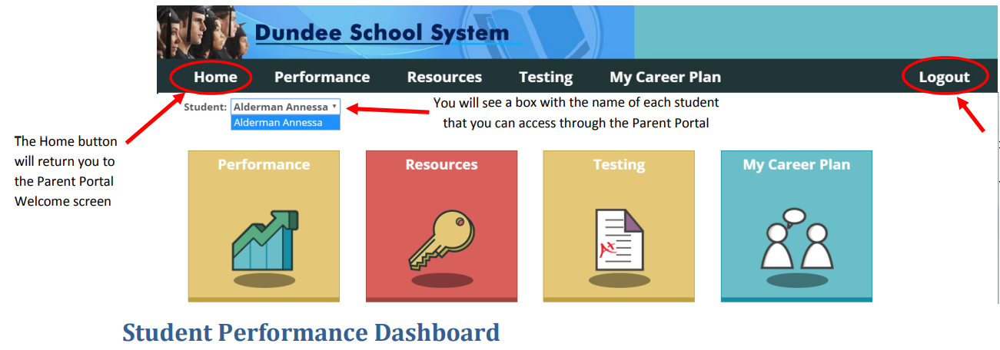 Dundee School System
Home Performance Resources Testing My Career Plan Logout
Student: Alderman Annessa
Alderman Annessa
You will see a box with the name of each student
that you can access through the Parent Portal
The Home button
will return you to
the Parent Portal
Welcome screen
Performance
Resources
Testing
A+
My Career Plan
Student Performance Dashboard